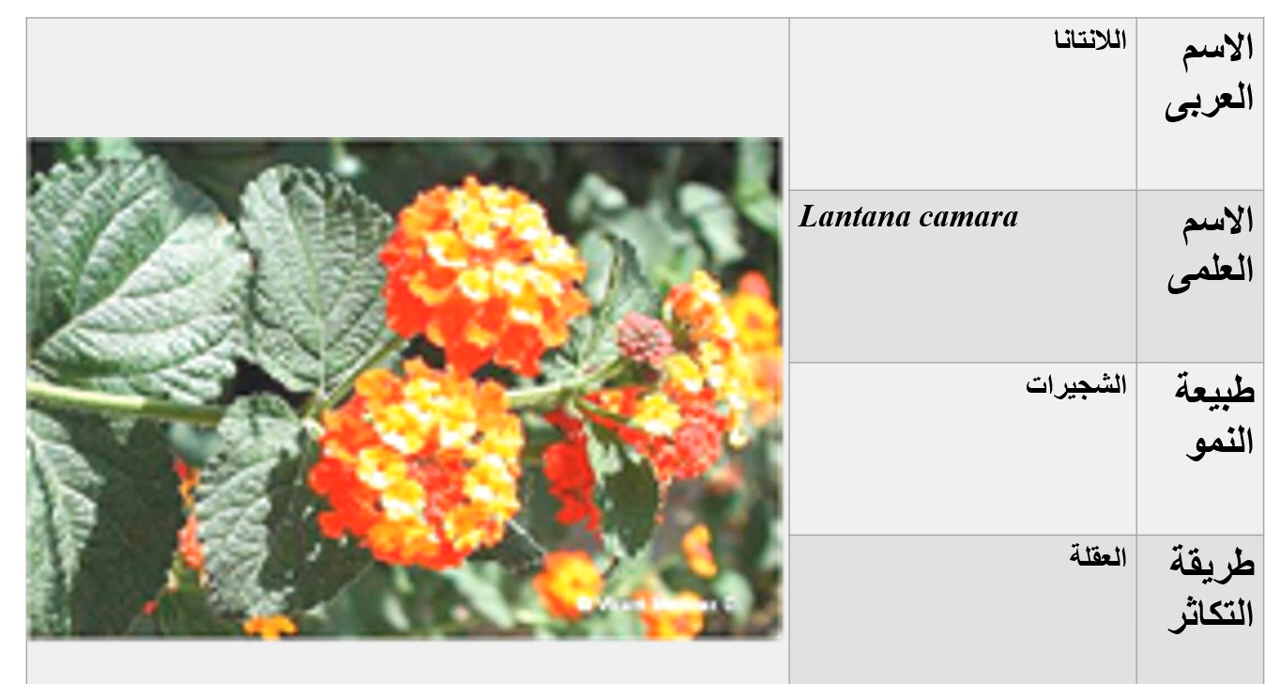 الاسم
العربى
اللانتانا
الاسم
العلمى
Lantana camara
طبيعة
النمو
الشجيرات
طريقة
التكاثر
العقلة